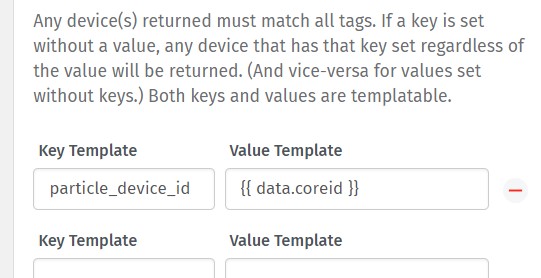 Any device(s) returned must match all tags. If a key is set
without a value, any device that has that key set regardless of
the value will be returned. (And vice-versa for values set
without keys.) Both keys and values are templatable.
Key Template Value Template
particle_device_id {{ data.coreid }}
Key Template Value Template